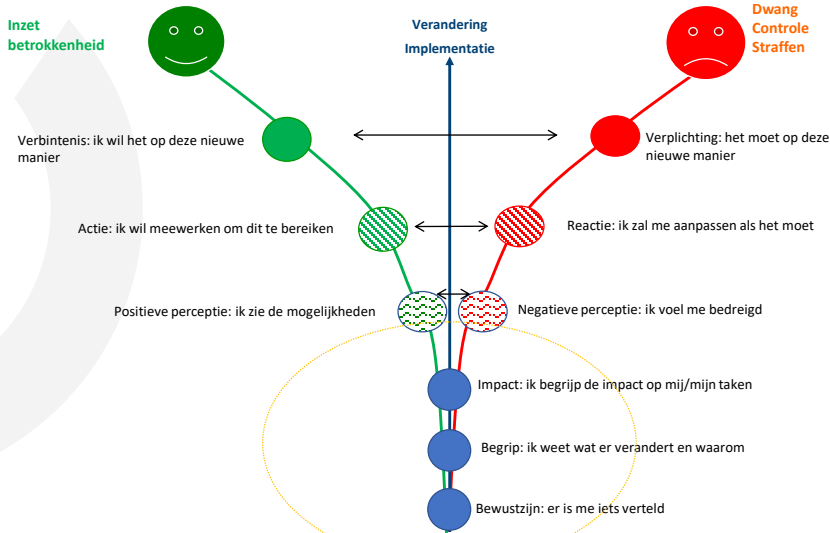 Inzet
betrokkenheid
Verandering
Implementatie
Dwang
Controle
Straffen
Verbintenis: ik wil het op deze nieuwe
manier
Verplichting: het moet op deze
nieuwe manier
Actie: ik wil meewerken om dit te bereiken
Reactie: ik zal me aanpassen als het moet
Positieve perceptie: ik zie de mogelijkheden
Negatieve perceptie: ik voel me bedreigd
Impact: ik begrijp de impact op mij/mijn taken
Begrip: ik weet wat er verandert en waarom
Bewustzijn: er is me iets verteld